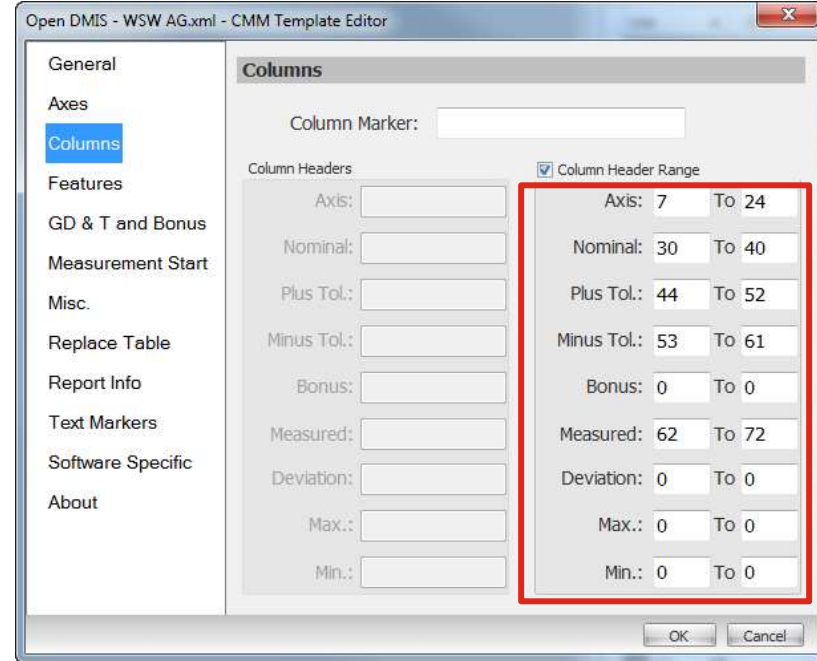 Open DMIS - WSW AG.xml - CMM Template Editor
General
Axes
Columns
Features
GD & T and Bonus
Measurement Start
Misc.
Replace Table
Report Info
Text Markers
Software Specific
About
Columns
Column Marker:
Column Headers
Axis:
Nominal:
Plus Tol.:
Minus Tol.:
Bonus:
Measured:
Deviation:
Max.:
Min.:
Column Header Range
Axis: 7 To 24
Nominal: 30 To 40
Plus Tol.: 44 To 52
Minus Tol.: 53 To 61
Bonus: 0 To 0
Measured: 62 To 72
Deviation: 0 To 0
Max.: 0 To 0
Min.: 0 To 0
OK Cancel